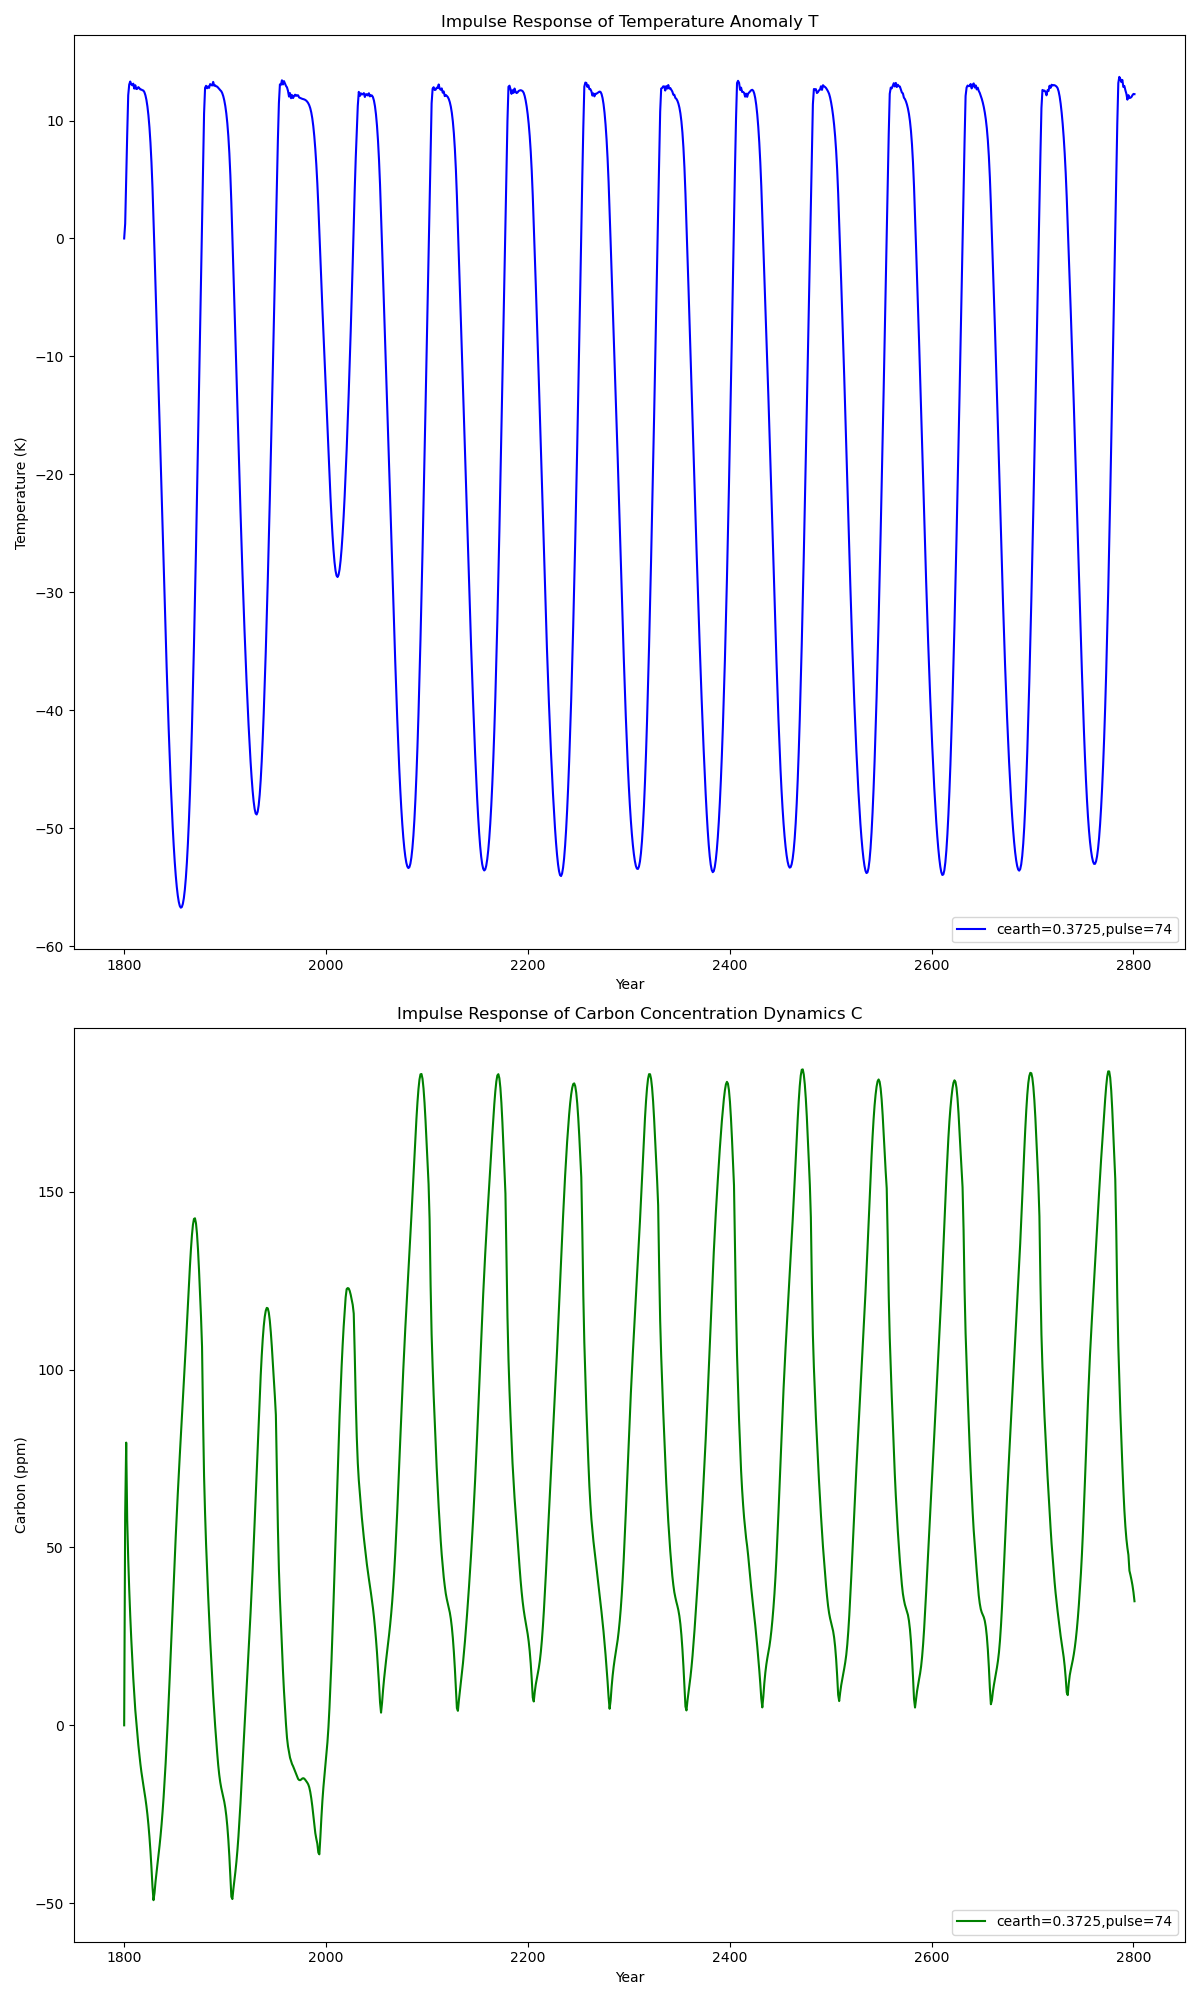 Impulse Response of Temperature Anomaly T
10
0
−10
−20
−30
−40
−50
−60
Temperature (K)
cearth=0.3725,pulse=74
1800 2000 2200 2400 2600 2800
Year
Impulse Response of Carbon Concentration Dynamics C
150
100
50
0
−50
Carbon (ppm)
cearth=0.3725,pulse=74
1800 2000 2200 2400 2600 2800
Year